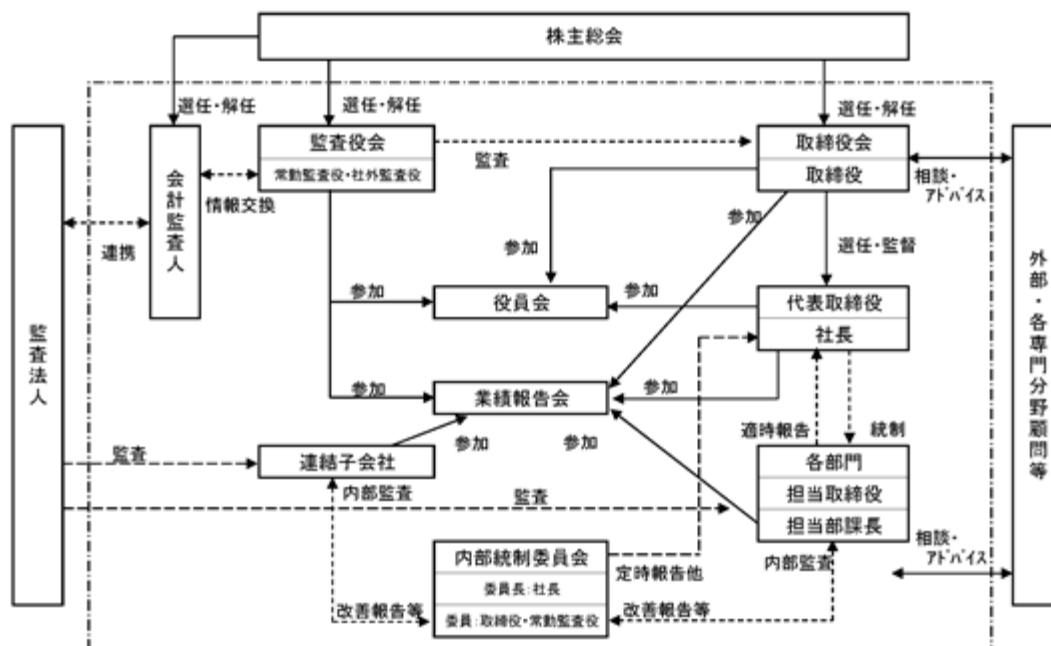 株主総会
選任・解任
選任・解任
選任・解任
監査役会
常勤監査役・社外監査役
監査
取締役会
取締役
相談・
アドバイス
会計監査人
情報交換
連携
監査法人
参加
参加
選任・監督
外部・各専門分野顧問等
参加
役員会
参加
代表取締役
社長
参加
業績報告会
参加
参加
参加
適時報告
統制
監査
連結子会社
内部監査
監査
各部門
担当取締役
担当部課長
内部統制委員会
委員長:社長
委員:取締役・常勤監査役
定時報告他
内部監査
相談・
アドバイス
改善報告等
改善報告等